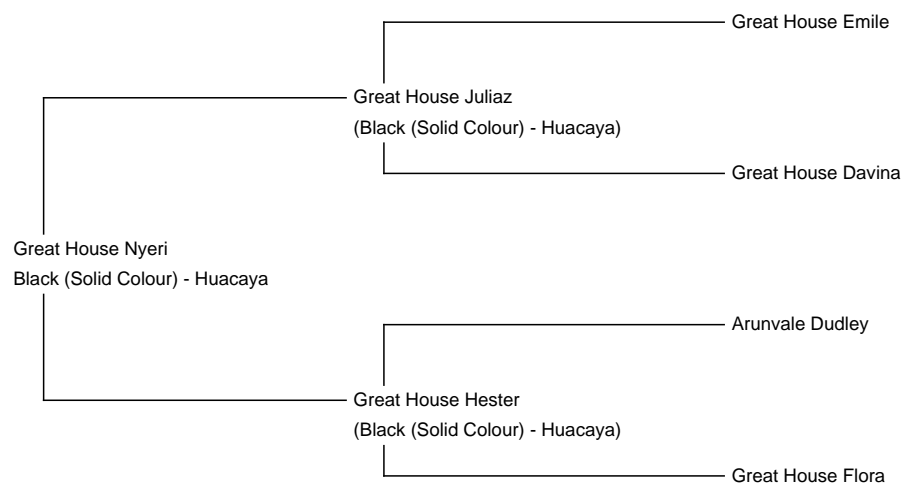 Great House Emile
Great House Juliaz
(Black (Solid Colour) - Huacaya)
Great House Davina
Great House Nyeri
Black (Solid Colour) - Huacaya
Arunvale Dudley
Great House Hester
(Black (Solid Colour) - Huacaya)
Great House Flora